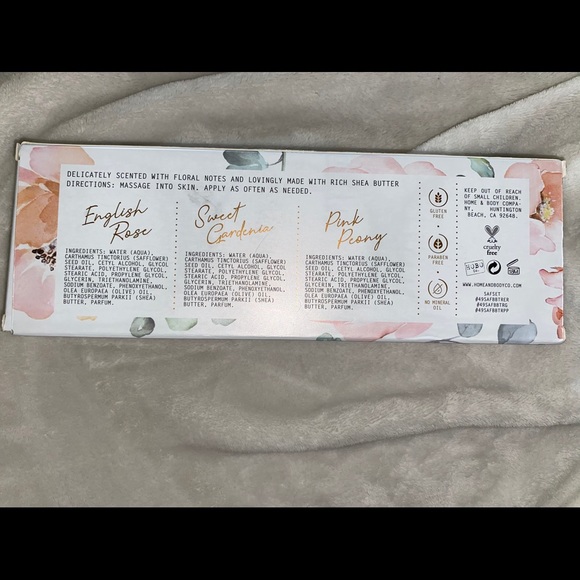 DELICATELY SCENTED WITH FLORAL NOTES AND LOVINGLY MADE WITH RICH SHEA BUTTER
DIRECTIONS: MASSAGE INTO SKIN. APPLY AS OFTEN AS NEEDED.
English
Rose
INGREDIENTS: WATER (AQUA),
CARTHAMUS TINCTORIUS (SAFFLOWER)
SEED OIL, CETYL ALCOHOL, GLYCOL
STEARATE, POLYETHYLENE GLYCOL,
STEARIC ACID, PROPYLENE GLYCOL,
GLYCERIN, TRIETHANOLAMINE,
SODIUM BENZOATE, PHENOXYETHANOL,
OLEA EUROPAEA (OLIVE) OIL,
BUTYROSPERMUM PARKII (SHEA)
BUTTER, PARFUM.
Sweet
Gardenia
INGREDIENTS: WATER (AQUA),
CARTHAMUS TINCTORIUS (SAFFLOWER)
SEED OIL, CETYL ALCOHOL, GLYCOL
STEARATE, POLYETHYLENE GLYCOL,
STEARIC ACID, PROPYLENE GLYCOL,
GLYCERIN, TRIETHANOLAMINE,
SODIUM BENZOATE, PHENOXYETHANOL,
OLEA EUROPAEA (OLIVE) OIL,
BUTYROSPERMUM PARKII (SHEA)
BUTTER, PARFUM.
Pink
Peony
INGREDIENTS: WATER (AQUA),
CARTHAMUS TINCTORIUS (SAFFLOWER)
SEED OIL, CETYL ALCOHOL, GLYCOL
STEARATE, POLYETHYLENE GLYCOL,
STEARIC ACID, PROPYLENE GLYCOL,
GLYCERIN, TRIETHANOLAMINE,
SODIUM BENZOATE, PHENOXYETHANOL,
OLEA EUROPAEA (OLIVE) OIL,
BUTYROSPERMUM PARKII (SHEA)
BUTTER, PARFUM.
GLUTEN
FREE
PARABEN
FREE
NO MINERAL
OIL
KEEP OUT OF REACH
OF SMALL CHILDREN.
HOME & BODY COMPA-
NY, HUNTINGTON
BEACH, CA 92648.
cruelty
free
WWW.HOMEANDBODYCO.COM
SAFSET
#49SAFBBTRER
#49SAFBBTRG
#49SAFBBTRPP